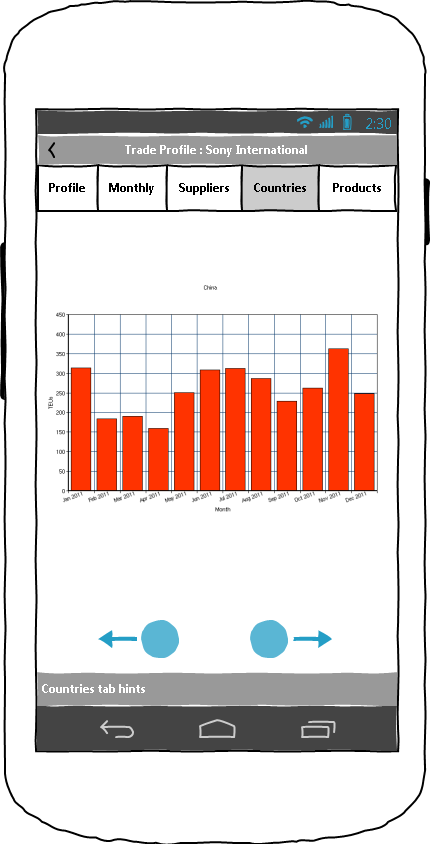 2:30
Trade Profile : Sony International
Profile Monthly Suppliers Countries Products
China
450
400
350
300
250
200
150
100
50
0
TEUs
Jan 2011 Feb 2011 Mar 2011 Apr 2011 May 2011 Jun 2011 Jul 2011 Aug 2011 Sep 2011 Oct 2011 Nov 2011 Dec 2011
Month
Countries tab hints